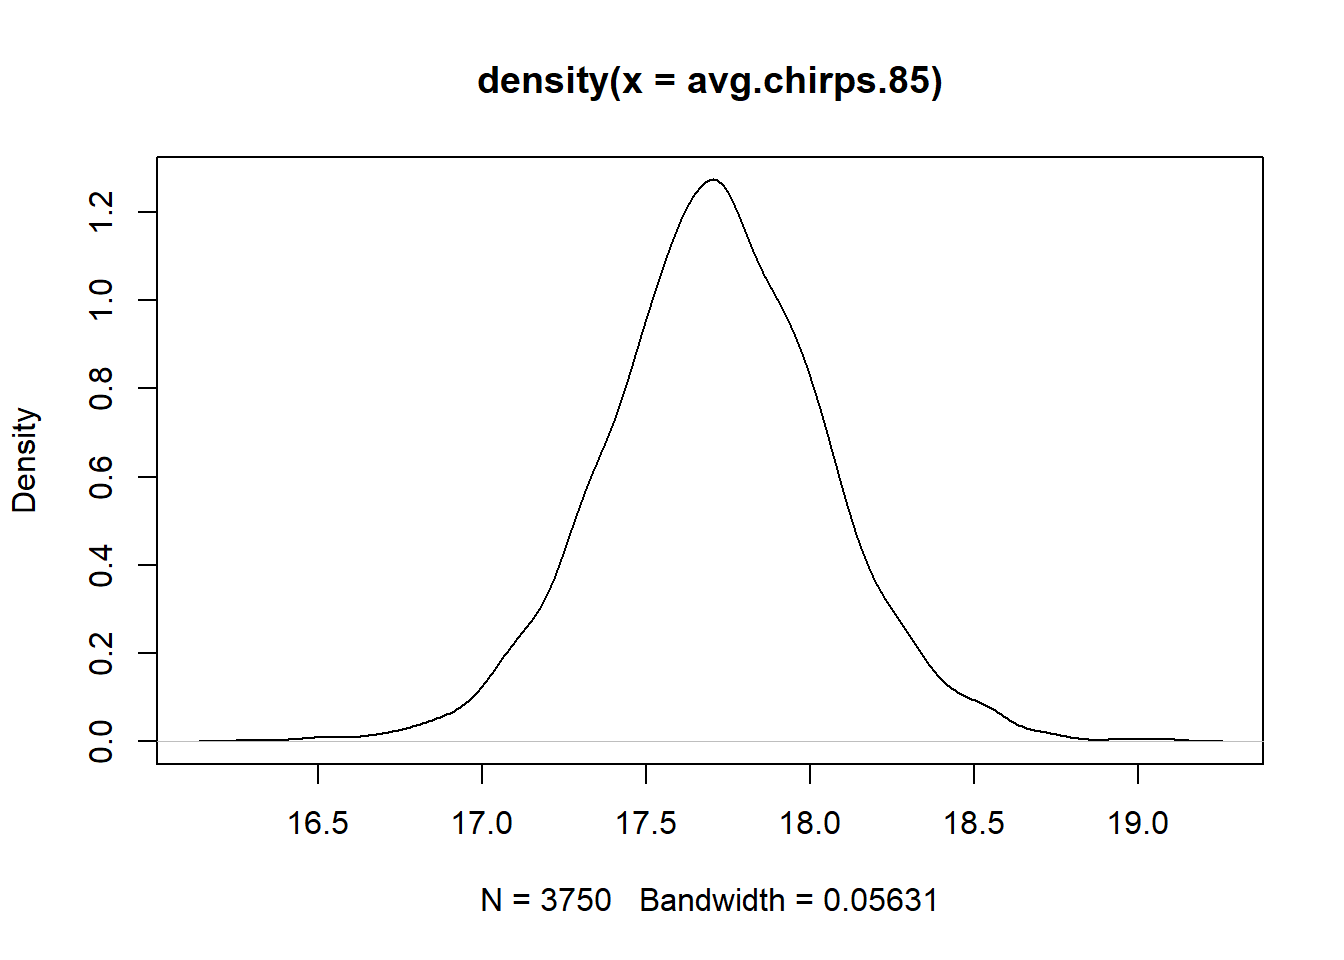 density(x = avg.chirps.85)
Density
1.2
1.0
0.8
0.6
0.4
0.2
0.0
16.5 17.0 17.5 18.0 18.5 19.0
N = 3750 Bandwidth = 0.05631